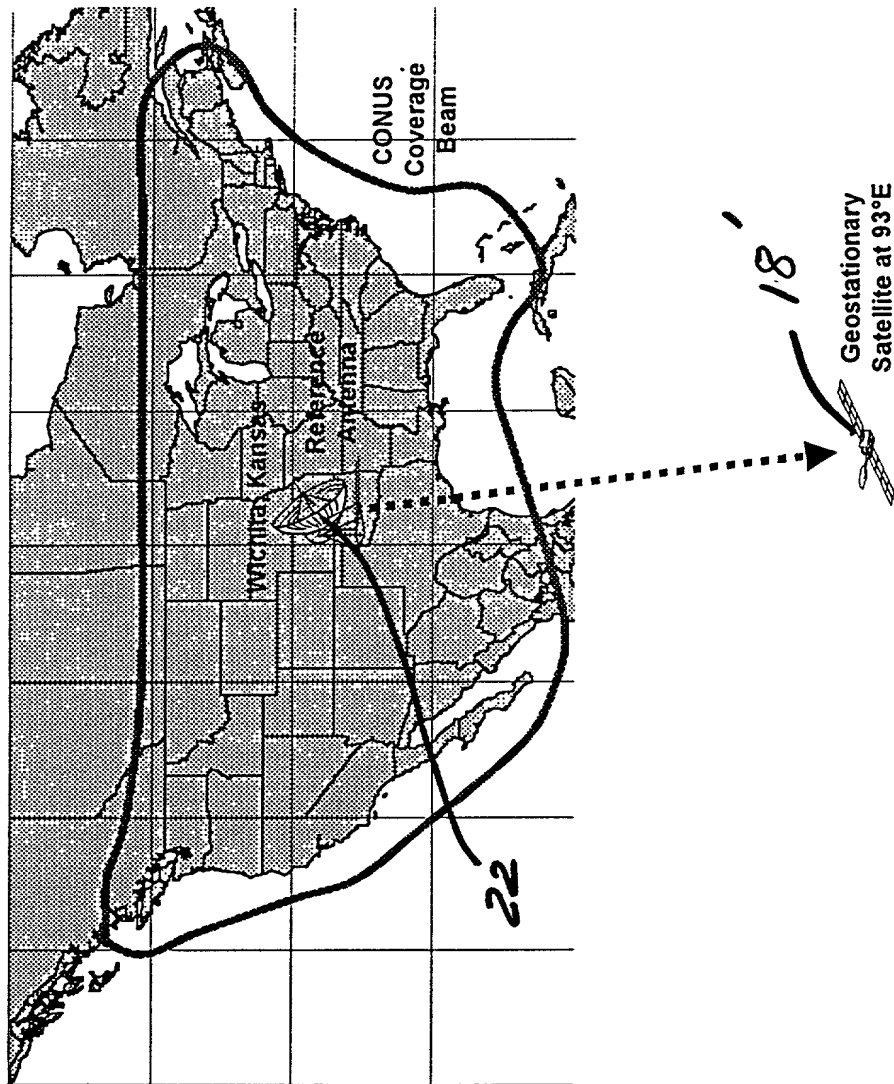 CONUS
Coverage
Beam
Wichita, Kansas
Reference
Antenna
22
18
Geostationary
Satellite at 93°E